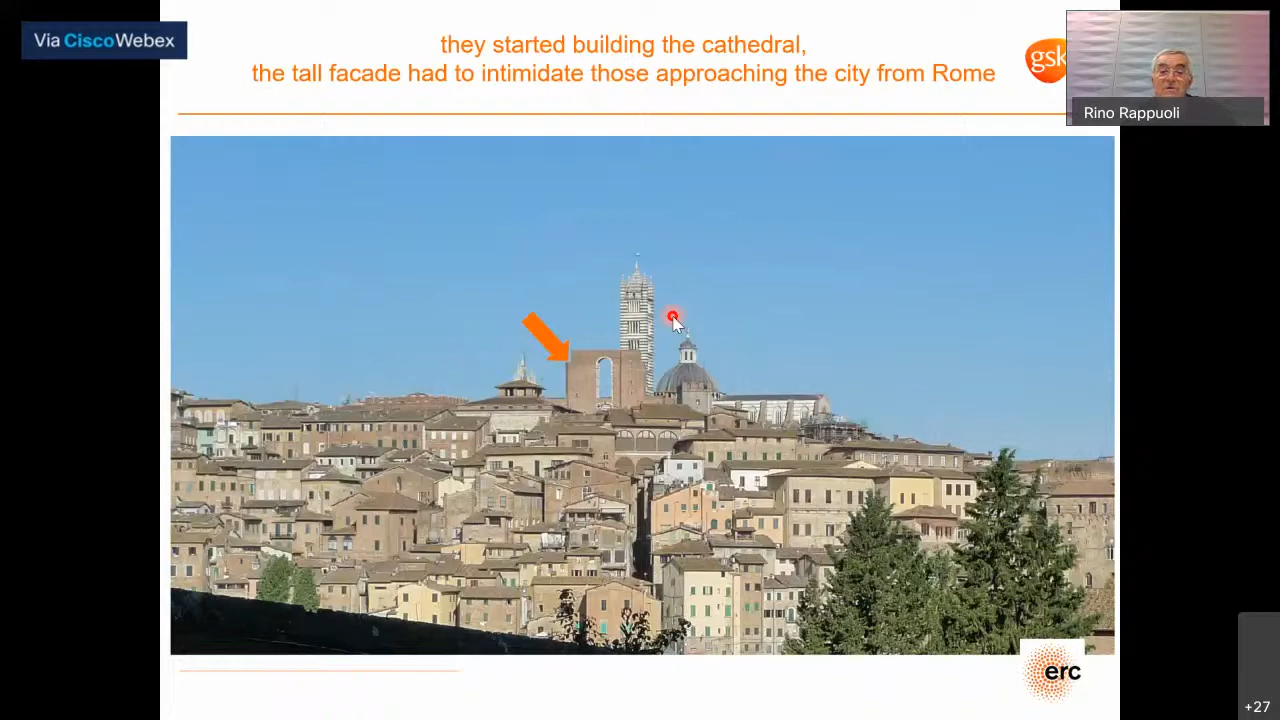 Via CiscoWebex
they started building the cathedral,
the tall facade had to intimidate those approaching the city from Rome
gsk
Rino Rappuoli
erc
+27